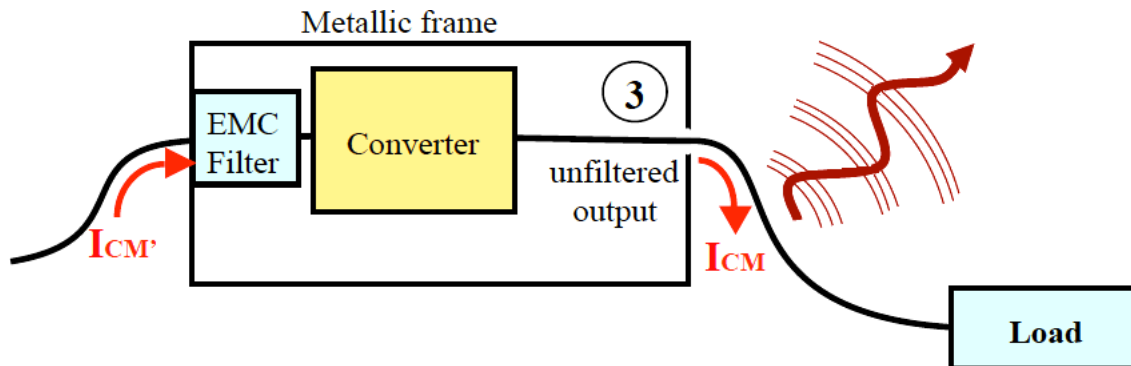 Metallic frame
3
EMC
Filter
Converter
unfiltered
output
ICM'
ICM
Load